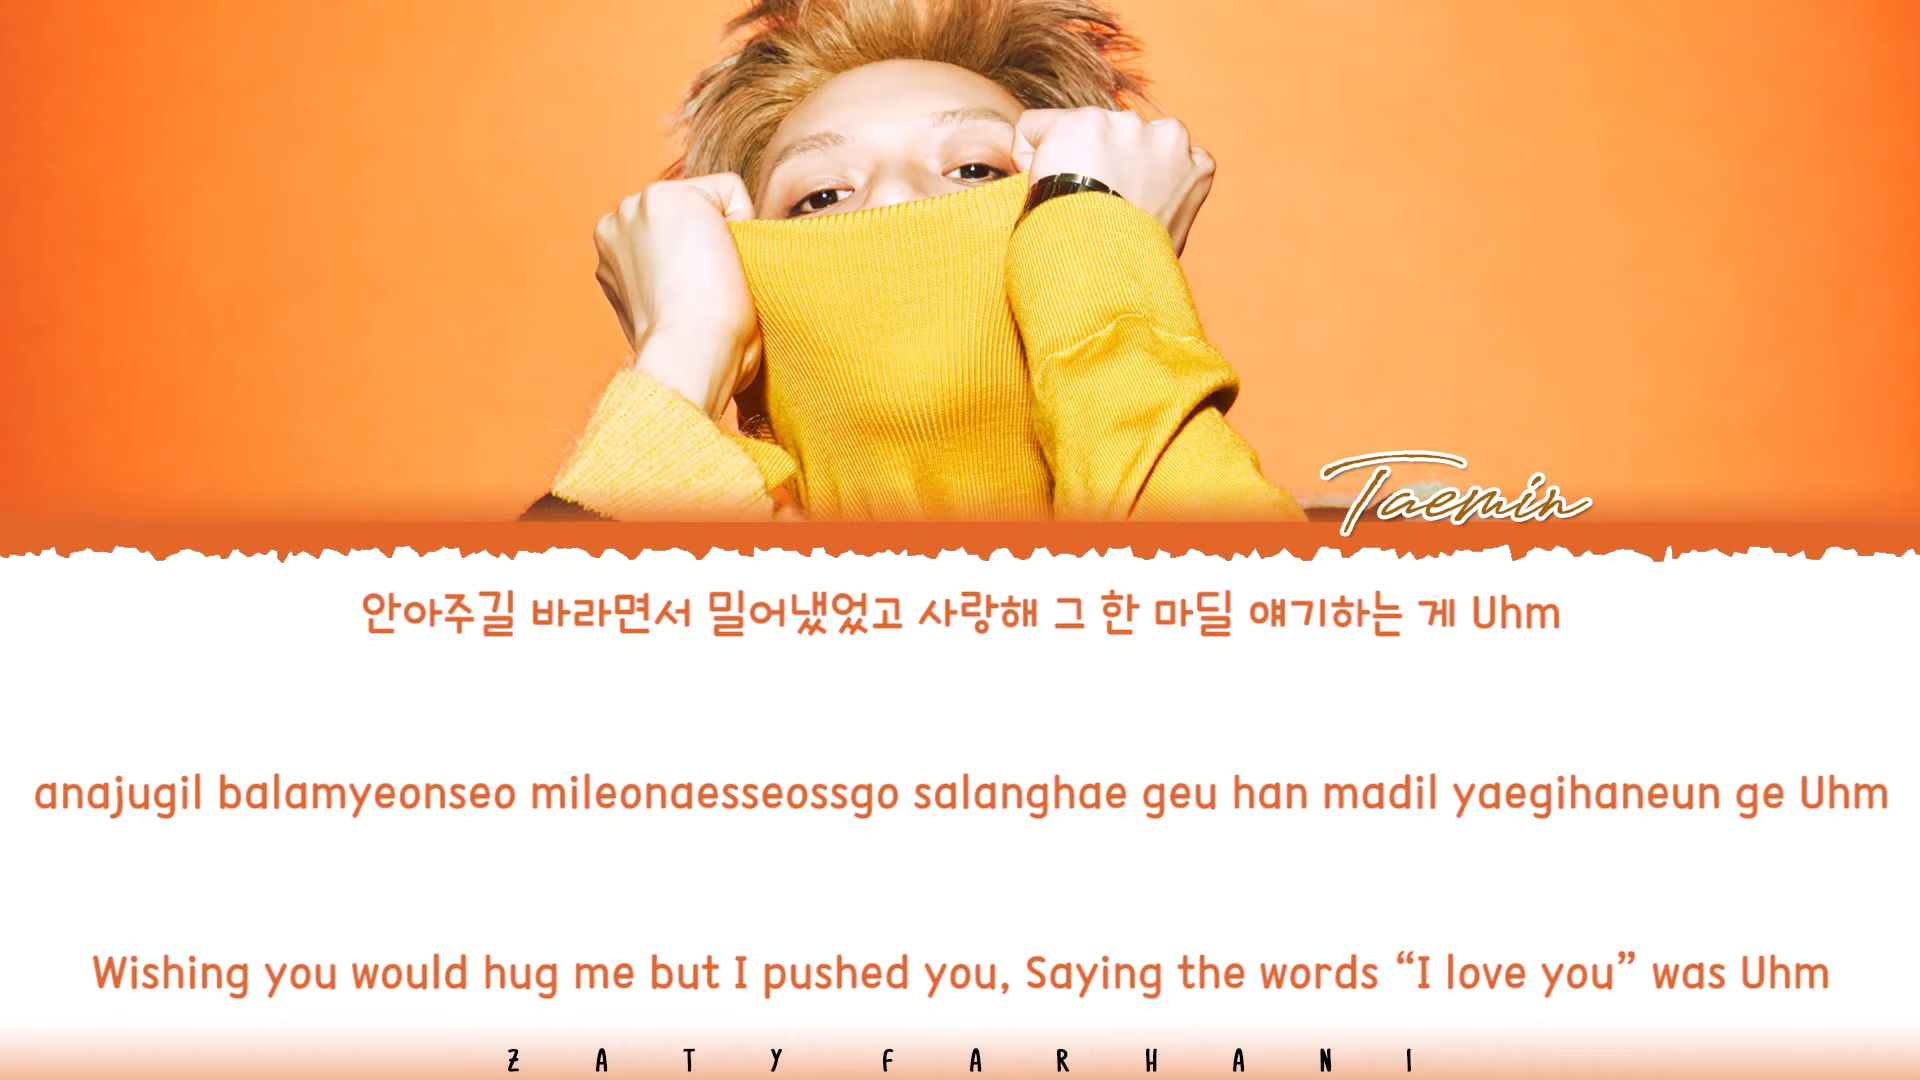 Taemin
안아주길 바라면서 밀어냈었고 사랑해 그 한 마딜 얘기하는 게 Uhm
anajugil balamyeonseo mileonaesseossgo salanghae geu han madil yaegihaneun ge Uhm
Wishing you would hug me but I pushed you, Saying the words “I love you” was Uhm
ZATY FARHANI